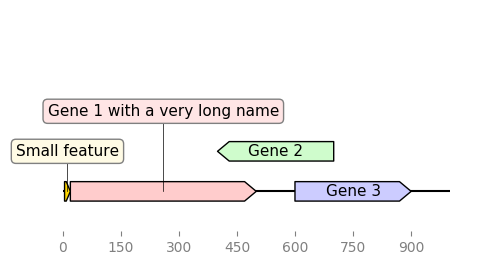 Gene 1 with a very long name
Small feature
Gene 2
Gene 3
0 150 300 450 600 750 900